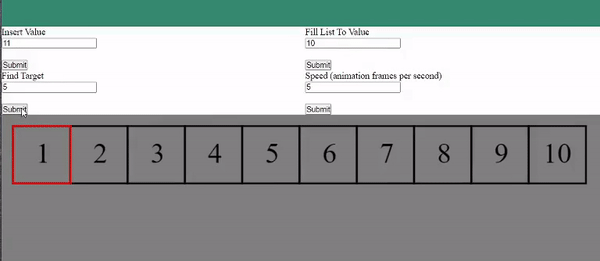 Insert Value
11
Submit
Fill List To Value
10
Submit
Find Target
5
Submit
Speed (animation frames per second)
5
Submit
1 2 3 4 5 6 7 8 9 10